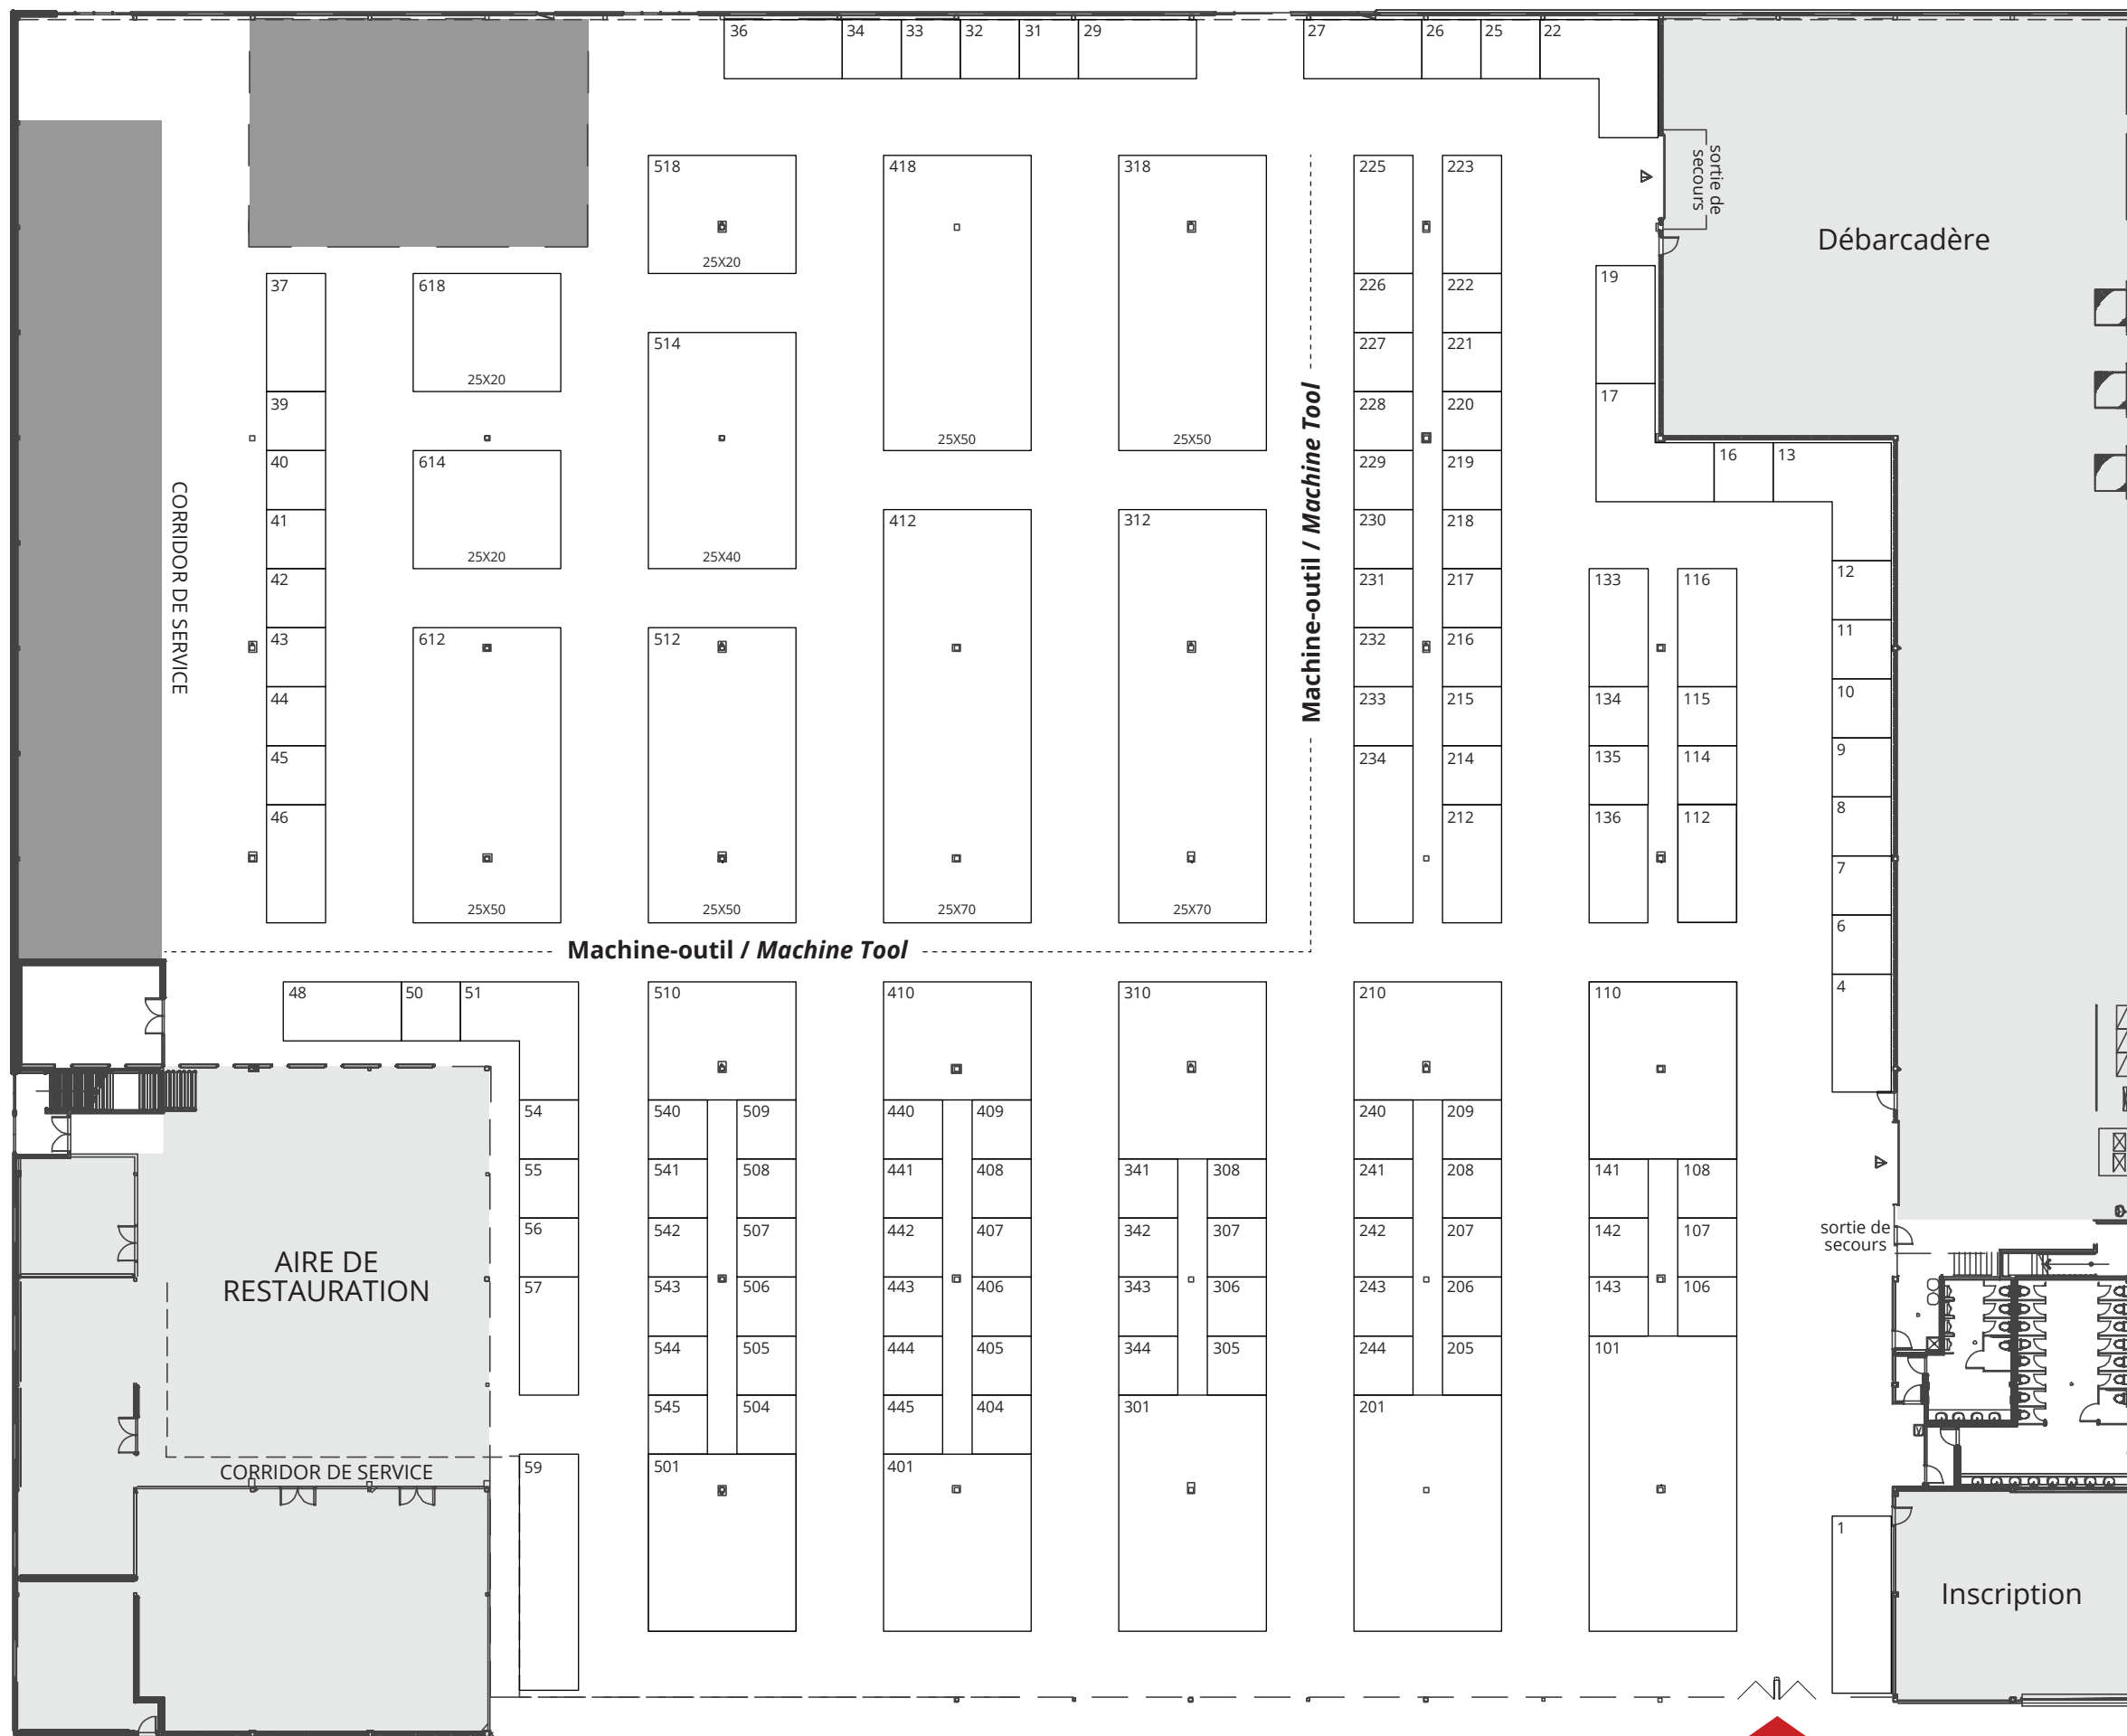 36 34 33 32 31 29 27 26 25 22
518 418 318 225 223
sortie de
secours
Débarcadère
25X20
37 618 226 222 19
514 227 221
25X20
39 228 220 17
25X50 25X50
40 614 229 219 16 13
41 412 312 230 218
25X20 25X40
42 231 217 133 116 12
43 612 512 232 216 11
44 233 215 134 115 10
45 234 214 135 114 9
46 212 136 112 8
7
25X50 25X50 25X70 25X70
6
CORRIDOR DE SERVICE
Machine-outil / Machine Tool
Machine-outil / Machine Tool
48 50 51 510 410 310 210 110 4
54 540 509 440 409 240 209
55 541 508 441 408 341 308 241 208 141 108
56 542 507 442 407 342 307 242 207 142 107
sortie de
secours
AIRE DE
RESTAURATION
57 543 506 443 406 343 306 243 206 143 106
544 505 444 405 344 305 244 205 101
545 504 445 404 301 201
CORRIDOR DE SERVICE
59 501 401
1
Inscription